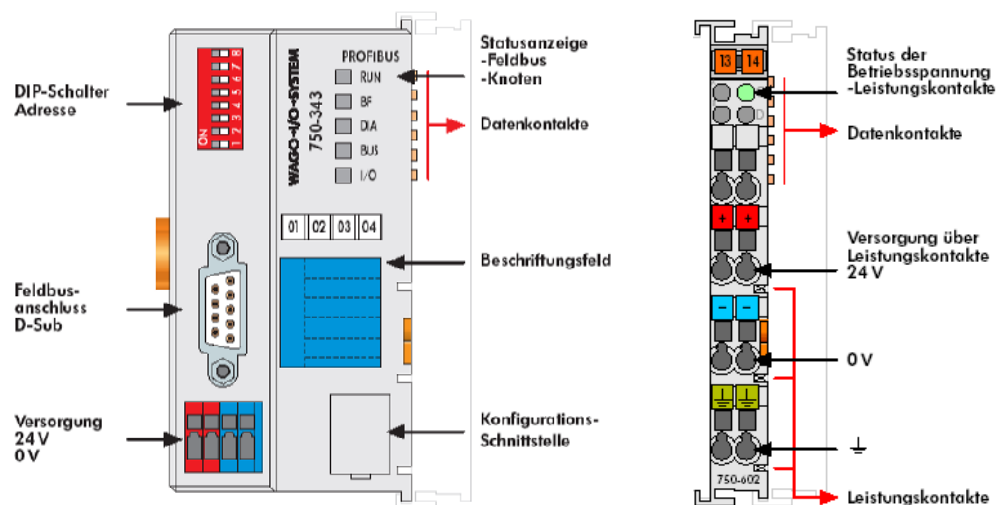 DIP-Schalter
Adresse
Feldbus-
anschluss
D-Sub
Versorgung
24 V
0 V
ON
1 2 3 4 5 6 7 8
WAGO-I/O-SYSTEM
750-343
PROFIBUS
RUN
BF
DIA
BUS
I/O
01 02 03 04
Statusanzeige
-Feldbus
-Knoten
Datenkontakte
Beschriftungsfeld
Konfigurations-
Schnittstelle
13 14
D
+ +
− −
750-602
Status der
Betriebsspannung
-Leistungskontakte
Datenkontakte
Versorgung über
Leistungskontakte
24 V
0 V
Leistungskontakte